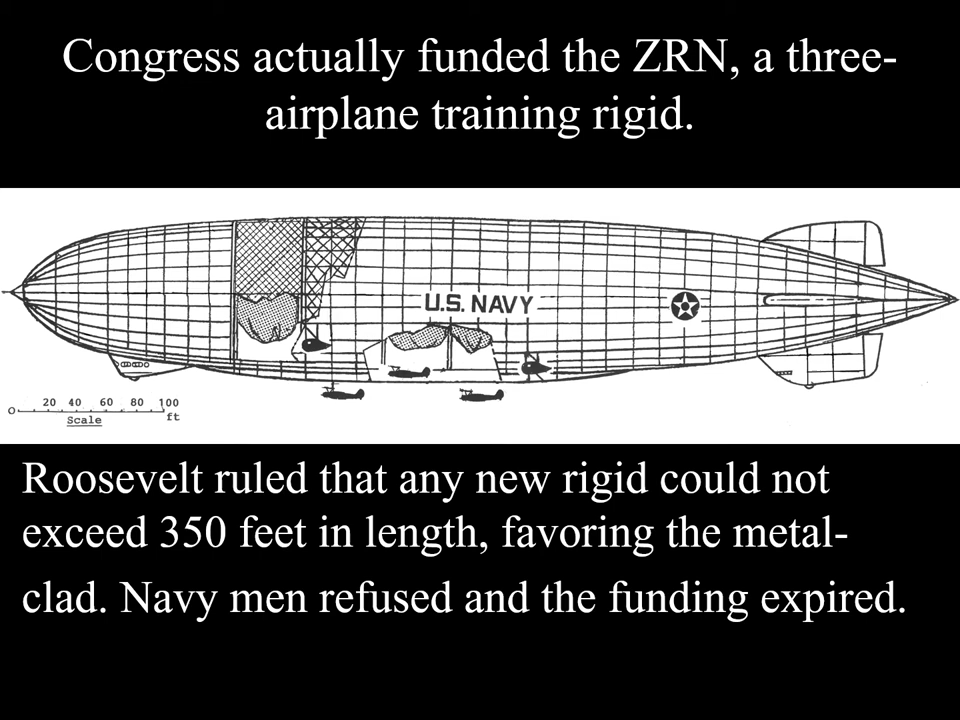 Congress actually funded the ZRN, a three-
airplane training rigid.
U.S. NAVY
O 20 40 60 80 100
Scale ft
Roosevelt ruled that any new rigid could not
exceed 350 feet in length, favoring the metal-
clad. Navy men refused and the funding expired.